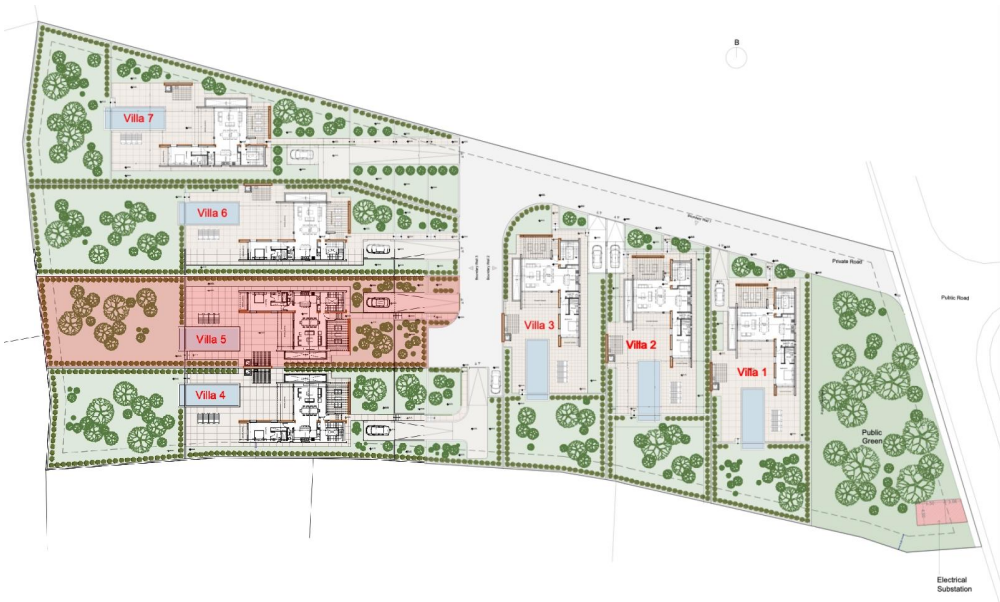 B
Villa 7
Villa 6
Villa 5
Villa 4
Villa 3
Villa 2
Villa 1
Private Road
Public Road
Public
Green
Electrical
Substation